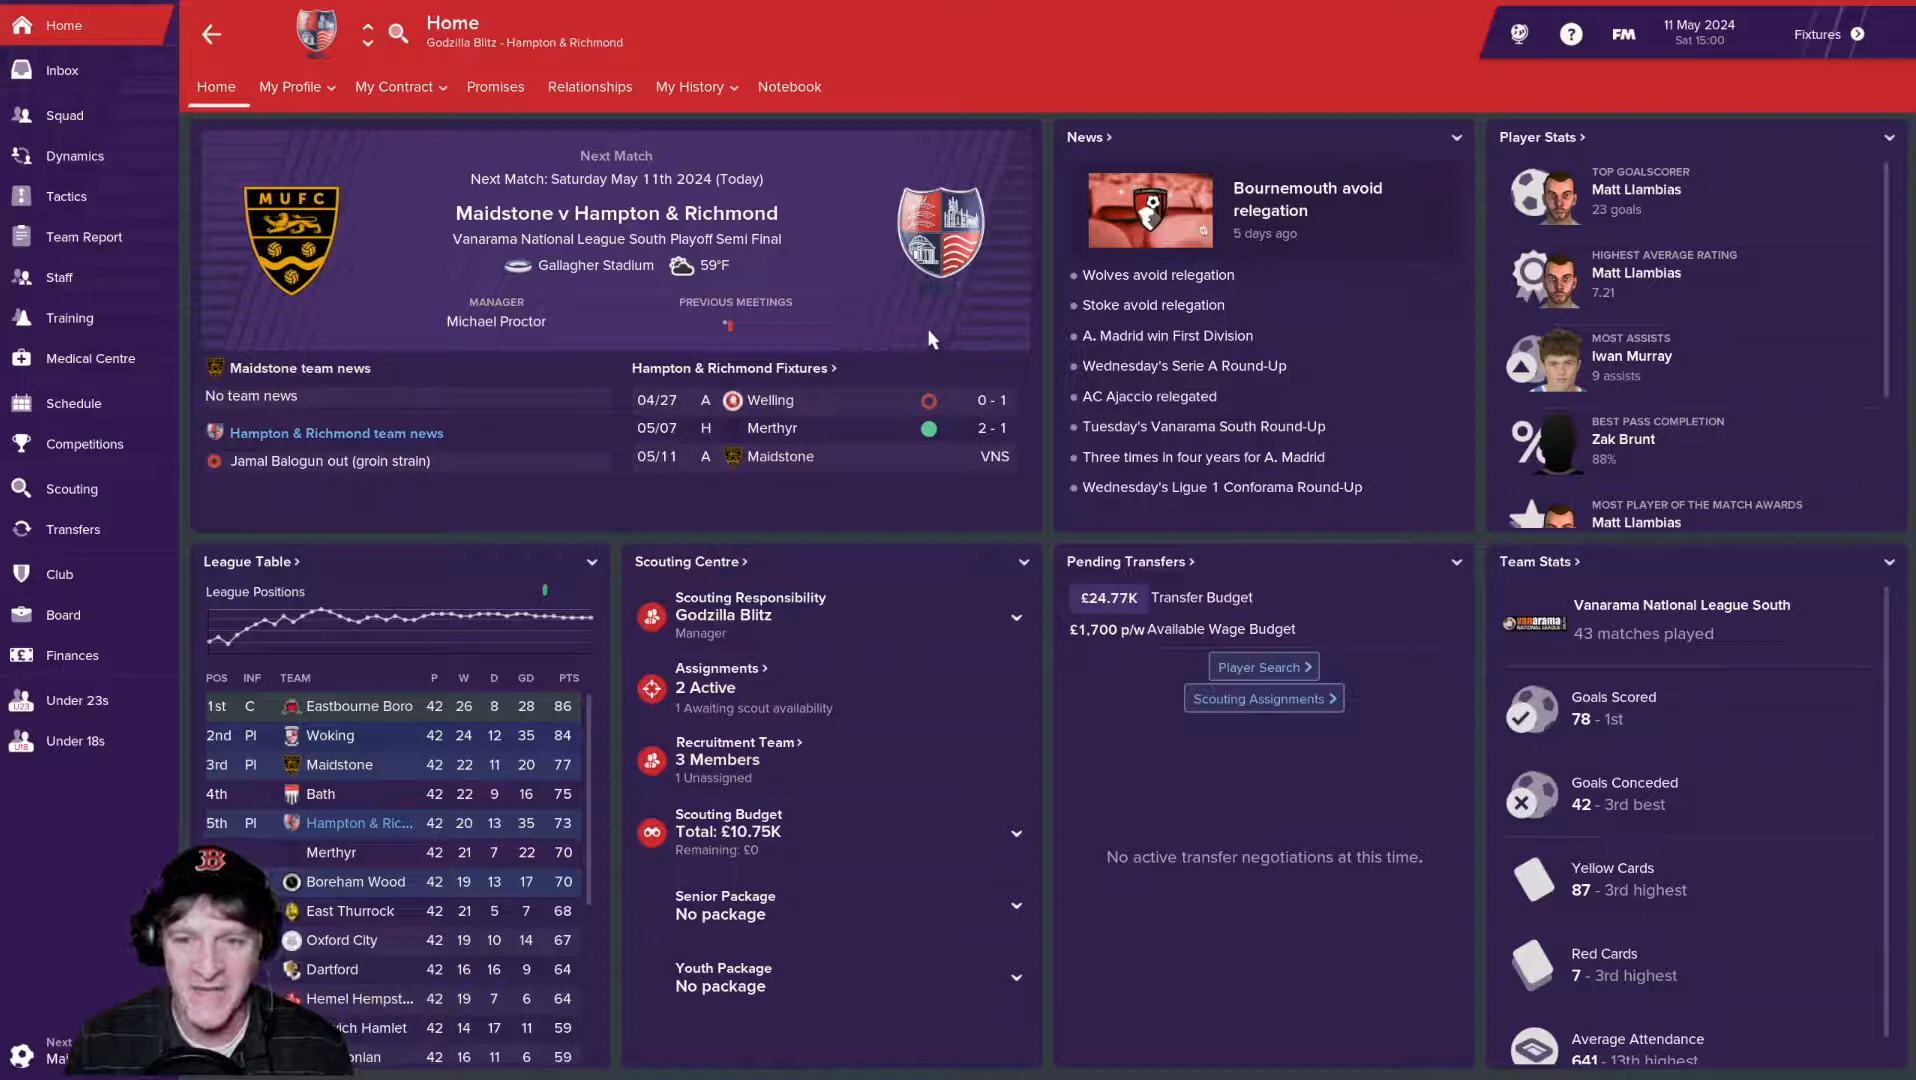 Home
Inbox
Squad
Dynamics
Tactics
Team Report
Staff
Training
Medical Centre
Schedule
Competitions
Scouting
Transfers
Club
Board
Finances
U23
Under 23s
U18
Under 18s
Next
Mai
Home
Godzilla Blitz - Hampton & Richmond
FM
11 May 2024
Sat 15:00
Fixtures
Home
My Profile
My Contract
Promises
Relationships
My History
Notebook
Next Match
Next Match: Saturday May 11th 2024 (Today)
Maidstone v Hampton & Richmond
Vanarama National League South Playoff Semi Final
Gallagher Stadium
59°F
MANAGER
Michael Proctor
PREVIOUS MEETINGS
MUFC
Maidstone team news
No team news
Hampton & Richmond team news
Jamal Balogun out (groin strain)
Hampton & Richmond Fixtures >
04/27 A Welling 0 - 1
05/07 H Merthyr 2 - 1
05/11 A Maidstone VNS
News >
Bournemouth avoid
relegation
5 days ago
Wolves avoid relegation
Stoke avoid relegation
A. Madrid win First Division
Wednesday's Serie A Round-Up
AC Ajaccio relegated
Tuesday's Vanarama South Round-Up
Three times in four years for A. Madrid
Wednesday's Ligue 1 Conforama Round-Up
Player Stats >
TOP GOALSCORER
Matt Llambias
23 goals
HIGHEST AVERAGE RATING
Matt Llambias
7.21
MOST ASSISTS
Iwan Murray
9 assists
BEST PASS COMPLETION
Zak Brunt
88%
MOST PLAYER OF THE MATCH AWARDS
Matt Llambias
League Table >
League Positions
POS INF TEAM P W D GD PTS
1st C Eastbourne Boro 42 26 8 28 86
2nd Pl Woking 42 24 12 35 84
3rd Pl Maidstone 42 22 11 20 77
4th Bath 42 22 9 16 75
5th Pl Hampton & Ric... 42 20 13 35 73
Merthyr 42 21 7 22 70
Boreham Wood 42 19 13 17 70
East Thurrock 42 21 5 7 68
Oxford City 42 19 10 14 67
Dartford 42 16 16 9 64
Hemel Hempst... 42 19 7 6 64
ich Hamlet 42 14 17 11 59
onian 42 16 11 6 59
B
Scouting Centre >
Scouting Responsibility
Godzilla Blitz
Manager
Assignments >
2 Active
1 Awaiting scout availability
Recruitment Team >
3 Members
1 Unassigned
Scouting Budget
Total: £10.75K
Remaining: £0
Senior Package
No package
Youth Package
No package
Pending Transfers >
£24.77K Transfer Budget
£1,700 p/w Available Wage Budget
Player Search >
Scouting Assignments >
No active transfer negotiations at this time.
Team Stats >
vanarama
Vanarama National League South
43 matches played
Goals Scored
78 - 1st
Goals Conceded
42 - 3rd best
Yellow Cards
87 - 3rd highest
Red Cards
7 - 3rd highest
Average Attendance
641 - 13th highest